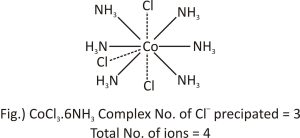 Cl
NH₃ NH₃
H₃N Co NH₃
Cl
H₃N Cl NH₃
Fig.) CoCl₃.6NH₃ Complex No. of Cl⁻ precipated = 3
Total No. of ions = 4